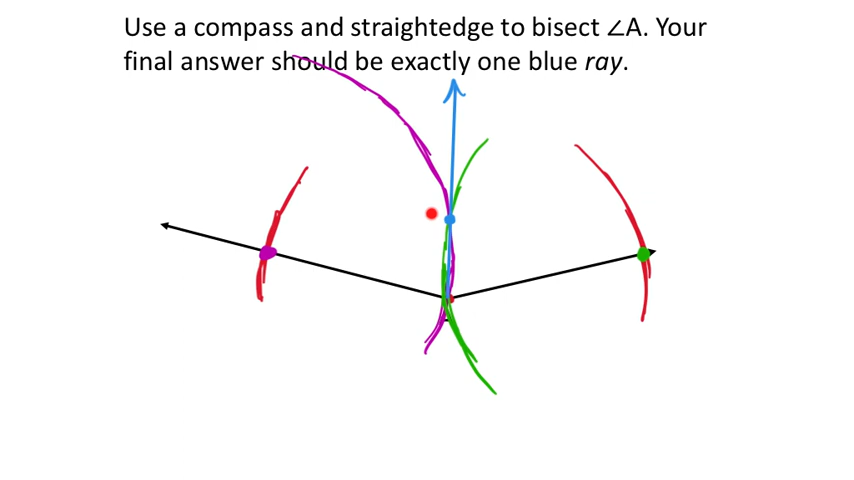 Use a compass and straightedge to bisect ∠A. Your
final answer should be exactly one blue ray.